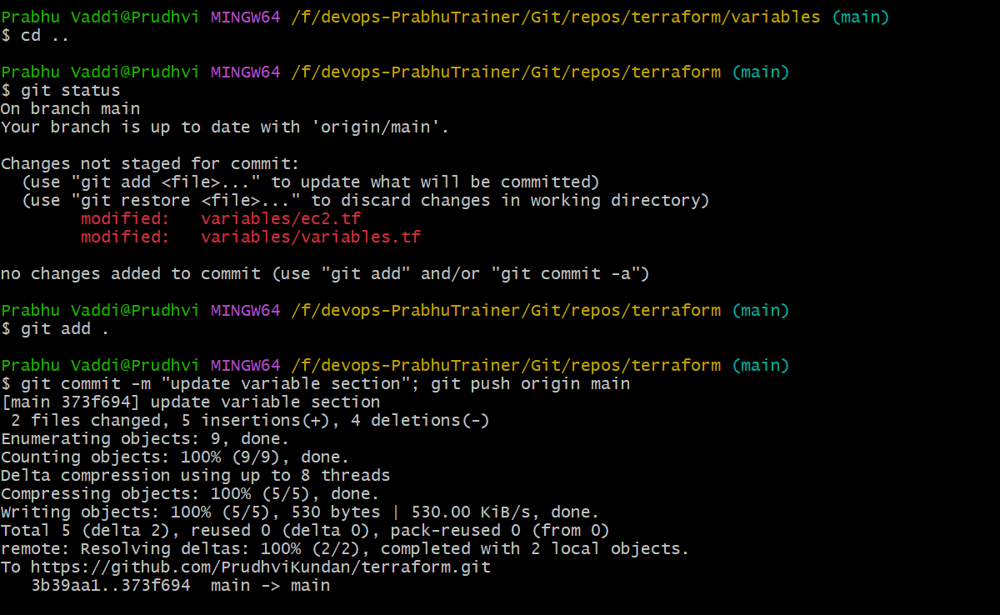 Prabhu Vaddi@Prudhvi MINGW64 /f/devops-PrabhuTrainer/Git/repos/terraform/variables (main)
$ cd ..
Prabhu Vaddi@Prudhvi MINGW64 /f/devops-PrabhuTrainer/Git/repos/terraform (main)
$ git status
On branch main
Your branch is up to date with 'origin/main'.
Changes not staged for commit:
  (use "git add <file>..." to update what will be committed)
  (use "git restore <file>..." to discard changes in working directory)
        modified:   variables/ec2.tf
        modified:   variables/variables.tf
no changes added to commit (use "git add" and/or "git commit -a")
Prabhu Vaddi@Prudhvi MINGW64 /f/devops-PrabhuTrainer/Git/repos/terraform (main)
$ git add .
Prabhu Vaddi@Prudhvi MINGW64 /f/devops-PrabhuTrainer/Git/repos/terraform (main)
$ git commit -m "update variable section"; git push origin main
[main 373f694] update variable section
 2 files changed, 5 insertions(+), 4 deletions(-)
Enumerating objects: 9, done.
Counting objects: 100% (9/9), done.
Delta compression using up to 8 threads
Compressing objects: 100% (5/5), done.
Writing objects: 100% (5/5), 530 bytes | 530.00 KiB/s, done.
Total 5 (delta 2), reused 0 (delta 0), pack-reused 0 (from 0)
remote: Resolving deltas: 100% (2/2), completed with 2 local objects.
To https://github.com/PrudhviKundan/terraform.git
   3b39aa1..373f694  main -> main